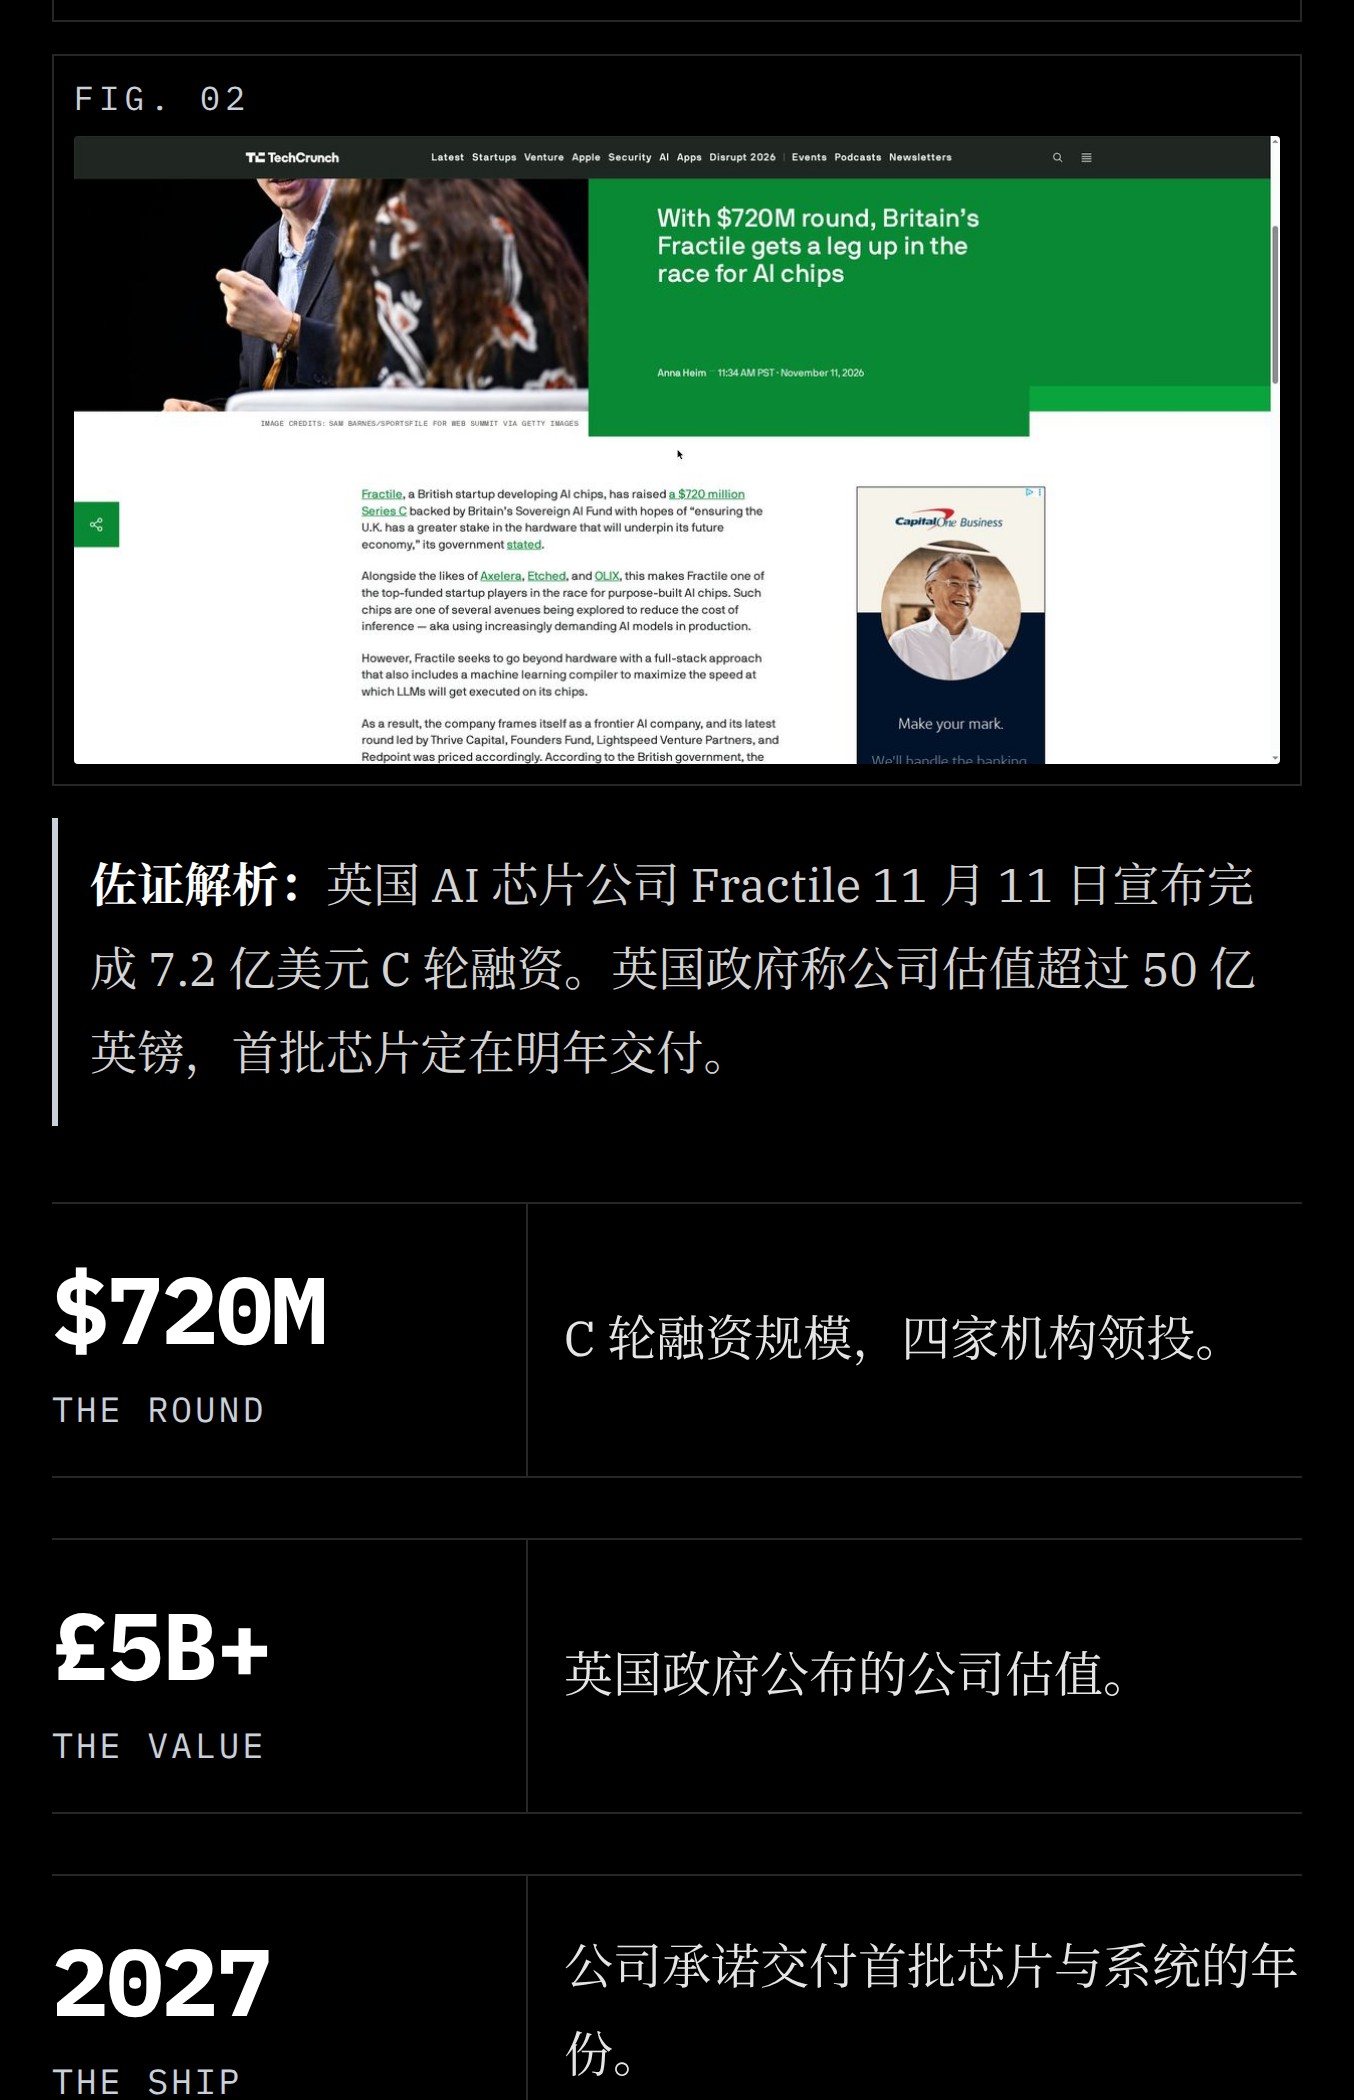 FIG. 02
TechCrunch
Latest Startups Venture Apple Security AI Apps Disrupt 2026 | Events Podcasts Newsletters
With $720M round, Britain’s
Fractile gets a leg up in the
race for AI chips
Anna Heim — 11:34 AM PST · November 11, 2026
IMAGE CREDITS: SAM BARNES/SPORTSFILE FOR WEB SUMMIT VIA GETTY IMAGES
Fractile, a British startup developing AI chips, has raised a $720 million
Series C backed by Britain’s Sovereign AI Fund with hopes of “ensuring the
U.K. has a greater stake in the hardware that will underpin its future
economy,” its government stated.
Alongside the likes of Axelera, Etched, and OLIX, this makes Fractile one of
the top-funded startup players in the race for purpose-built AI chips. Such
chips are one of several avenues being explored to reduce the cost of
inference — aka using increasingly demanding AI models in production.
However, Fractile seeks to go beyond hardware with a full-stack approach
that also includes a machine learning compiler to maximize the speed at
which LLMs will get executed on its chips.
As a result, the company frames itself as a frontier AI company, and its latest
round led by Thrive Capital, Founders Fund, Lightspeed Venture Partners, and
Redpoint was priced accordingly. According to the British government, the
Capital One Business
Make your mark.
We'll handle the banking
佐证解析：英国 AI 芯片公司 Fractile 11 月 11 日宣布完
成 7.2 亿美元 C 轮融资。英国政府称公司估值超过 50 亿
英镑，首批芯片定在明年交付。
$720M
THE ROUND
C 轮融资规模，四家机构领投。
£5B+
THE VALUE
英国政府公布的公司估值。
2027
THE SHIP
公司承诺交付首批芯片与系统的年
份。